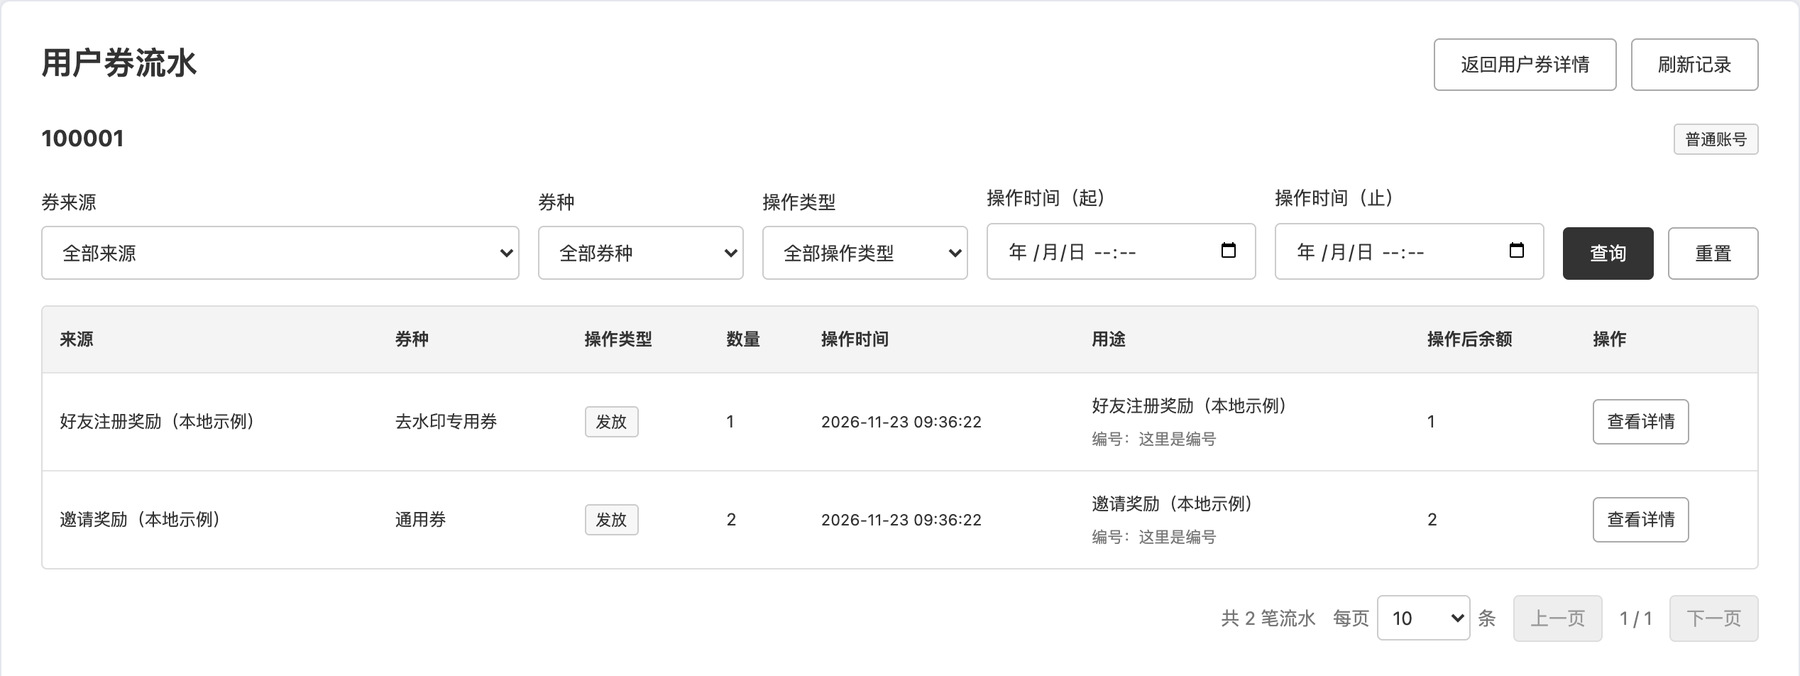 用户券流水
返回用户券详情 刷新记录
100001
普通账号
券来源 券种 操作类型 操作时间（起） 操作时间（止）
全部来源 全部券种 全部操作类型 年 /月/日 --:-- 年 /月/日 --:-- 查询 重置
来源 券种 操作类型 数量 操作时间 用途 操作后余额 操作
好友注册奖励（本地示例） 去水印专用券 发放 1 2026-11-23 09:36:22 好友注册奖励（本地示例） 1 查看详情
编号：这里是编号
邀请奖励（本地示例） 通用券 发放 2 2026-11-23 09:36:22 邀请奖励（本地示例） 2 查看详情
编号：这里是编号
共 2 笔流水 每页 10 条 上一页 1 / 1 下一页